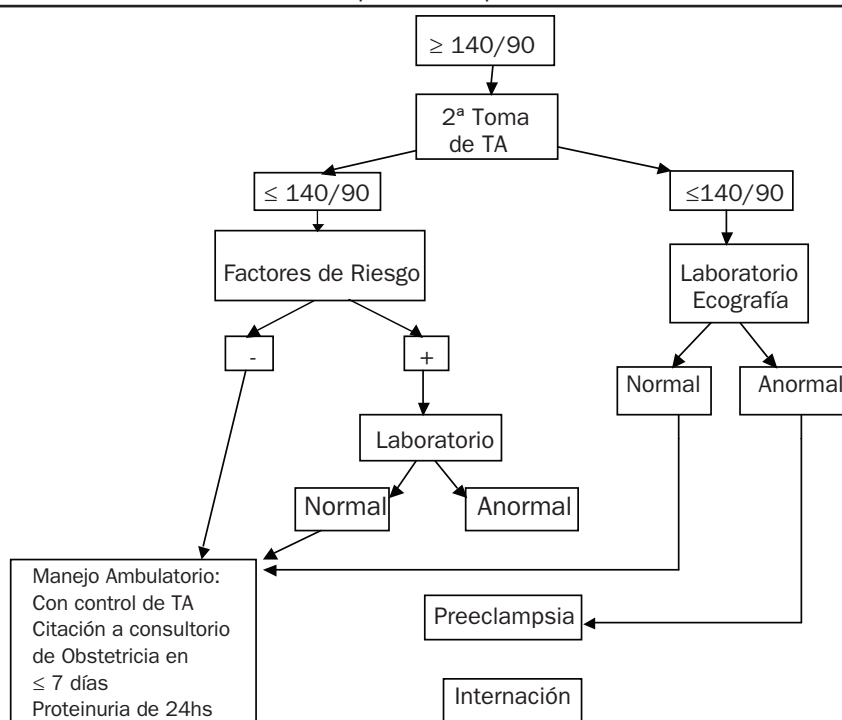 ≥ 140/90
2ª Toma
de TA
≤ 140/90
≤140/90
Factores de Riesgo
Laboratorio
Ecografía
-
+
Normal
Anormal
Laboratorio
Normal
Anormal
Manejo Ambulatorio:
Con control de TA
Citación a consultorio
de Obstetricia en
≤ 7 días
Proteinuria de 24hs
Preeclampsia
Internación